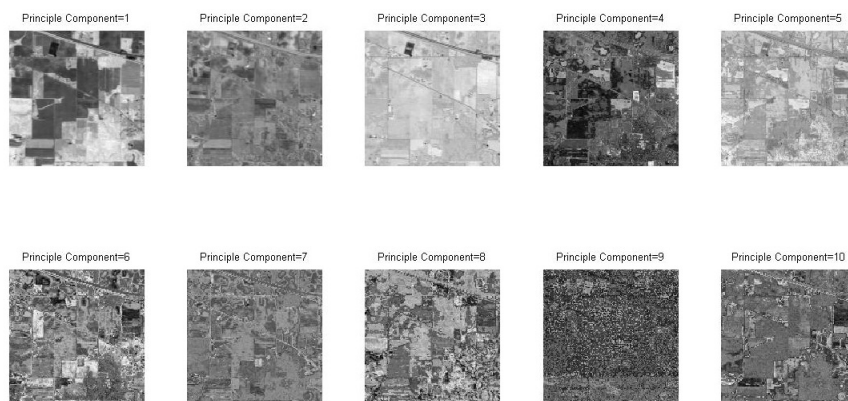 Principle Component=1
Principle Component=2
Principle Component=3
Principle Component=4
Principle Component=5
Principle Component=6
Principle Component=7
Principle Component=8
Principle Component=9
Principle Component=10